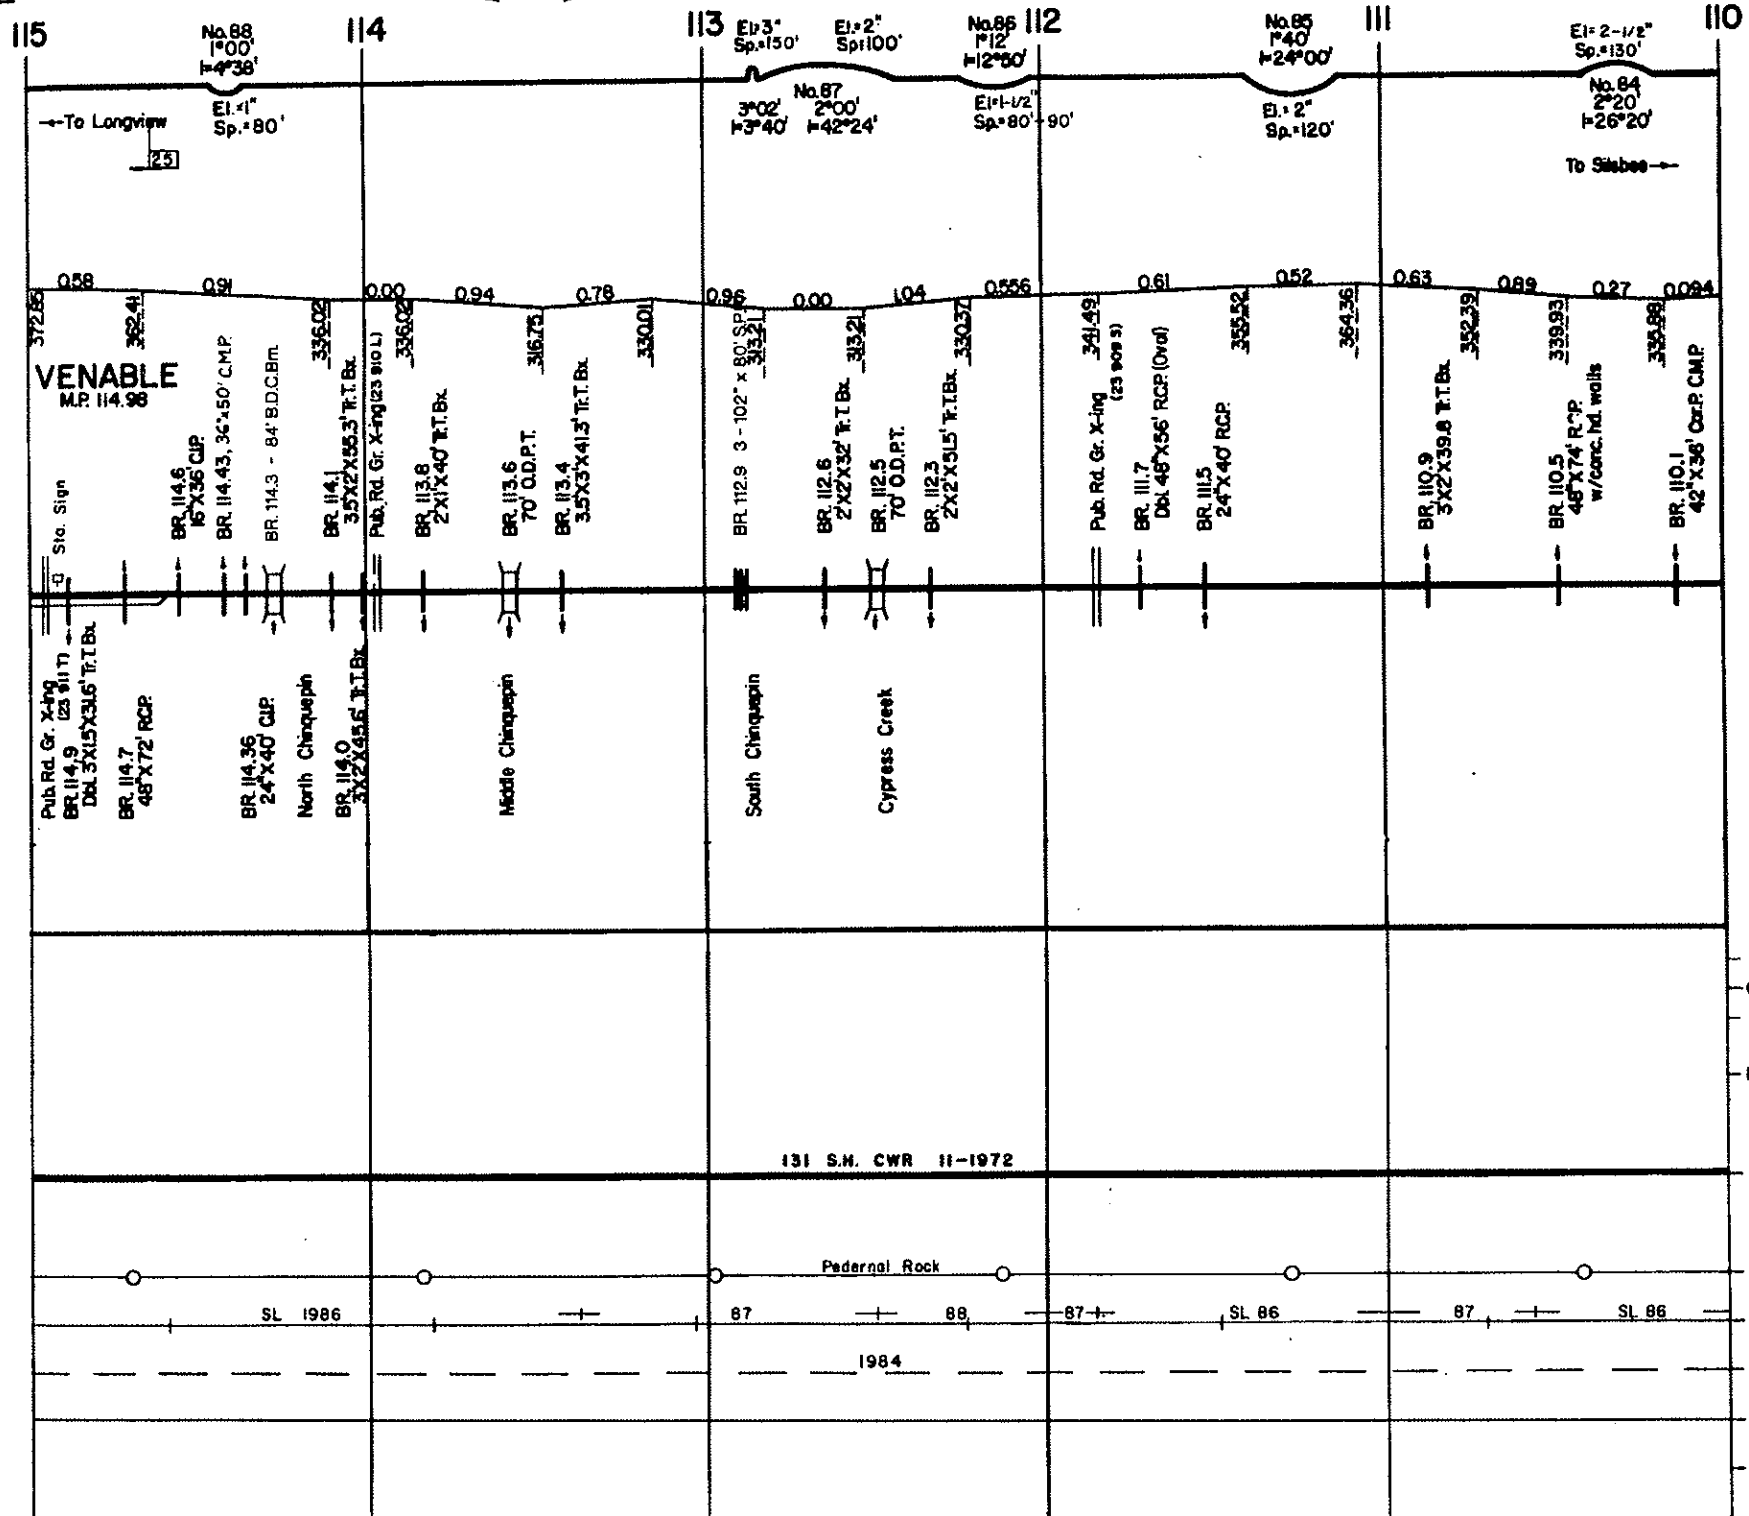 115
114
113
112
111
110
No.88
1°00'
I=4°38'
El.=1"
Sp.=80'
El=3"
Sp.=150'
El.=2"
Sp=100'
No.87
3°02'
I=3°40'
2°00'
I=42°24'
No.86
1°12'
I=12°50'
El=1-1/2"
Sp.=80' 90'
No.85
1°40'
I=24°00'
El.=2"
Sp.=120'
El=2-1/2"
Sp.=130'
No.84
2°20'
I=26°20'
←To Longview
25
To Silsbee→
0.58
0.91
0.00
0.94
0.78
0.96
0.00
1.04
0.556
0.61
0.52
0.63
0.89
0.27
0.094
372.85
362.41
336.02
336.02
316.75
330.01
313.21
313.21
330.37
341.49
355.52
364.36
352.39
339.93
335.88
VENABLE
M.P. 114.98
Sta. Sign
BR. 114.6
16"X36' C.I.P.
BR. 114.43, 36"x50' C.M.P.
BR. 114.3 - 84' B.D.C.Bm.
BR. 114.1
3.5'X2'X55.3' Tr.T.Bx.
Pub. Rd. Gr. X-ing (23 910 L)
BR. 113.8
2'X1'X40' Tr.T.Bx.
BR. 113.6
70' O.D.P.T.
BR. 113.4
3.5'X3'X41.3' Tr.T.Bx.
BR. 112.9 3 - 102" x 80' S.P.
BR. 112.6
2'X2'X32' Tr.T.Bx.
BR. 112.5
70' O.D.P.T.
BR. 112.3
2'X2'X51.5' Tr.T.Bx.
Pub. Rd. Gr. X-ing
(23 909 S)
BR. 111.7
Dbl. 48"X56' RCP. (Oval)
BR. 111.5
24"X40' RCP.
BR. 110.9
3'X2'X39.8' Tr.T.Bx.
BR. 110.5
48"X74' R.C.P.
w/conc. hd. walls
BR. 110.1
42"X36' Cor.P. C.M.P.
Pub. Rd. Gr. X-ing
(23 911 T)
BR. 114.9
Dbl. 3'X1.5'X31.6' Tr.T.Bx.
BR. 114.7
48"X72' RCP.
BR. 114.36
24"X40' C.I.P.
North Chinquepin
BR. 114.0
3'X2'X45.6' Tr.T.Bx.
Middle Chinquepin
South Chinquepin
Cypress Creek
131 S.H. CWR 11-1972
Pedernal Rock
SL 1986
87
88
87
SL 86
87
SL 86
1984